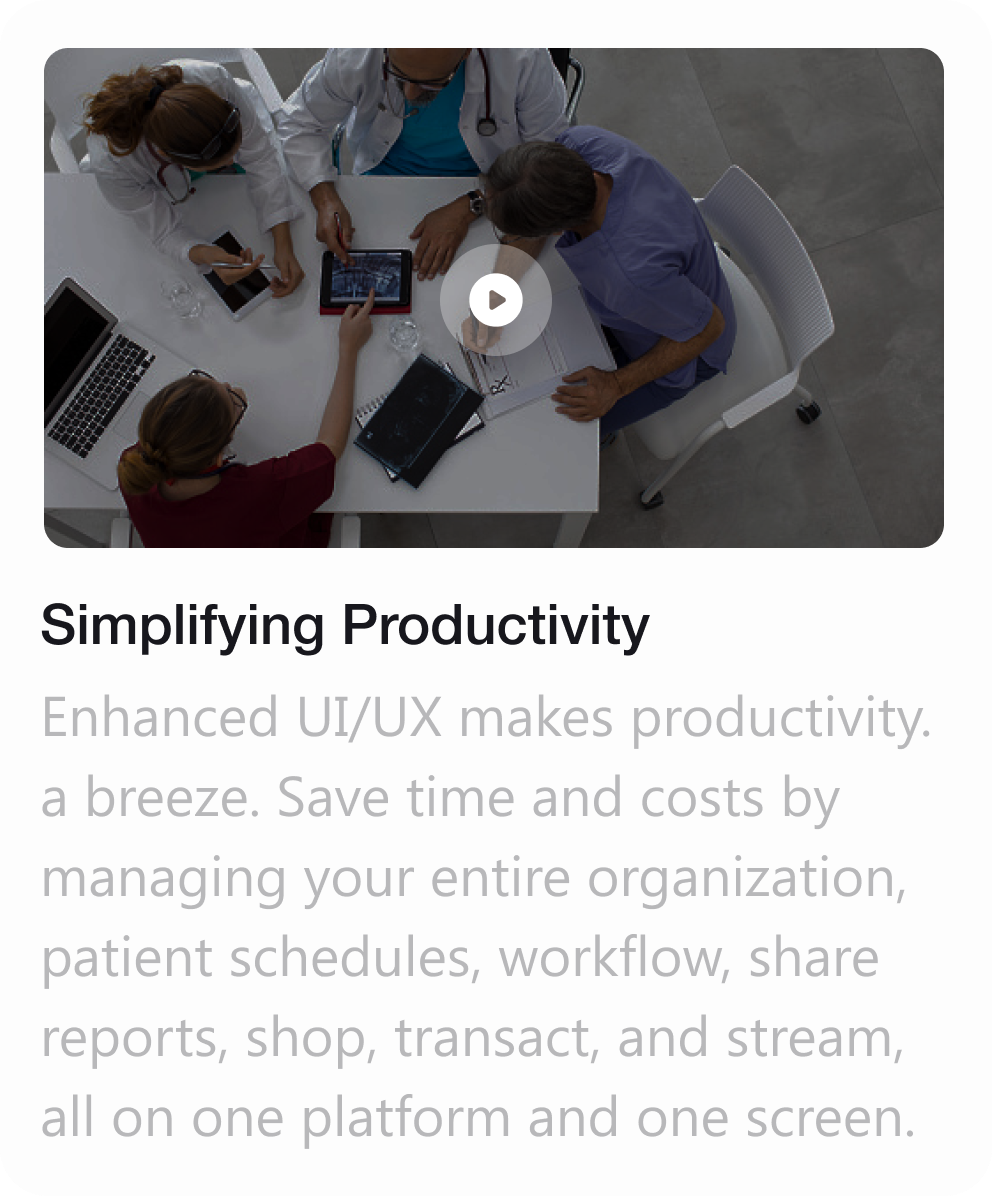 Rx
Simplifying Productivity
Enhanced UI/UX makes productivity.
a breeze. Save time and costs by
managing your entire organization,
patient schedules, workflow, share
reports, shop, transact, and stream,
all on one platform and one screen.